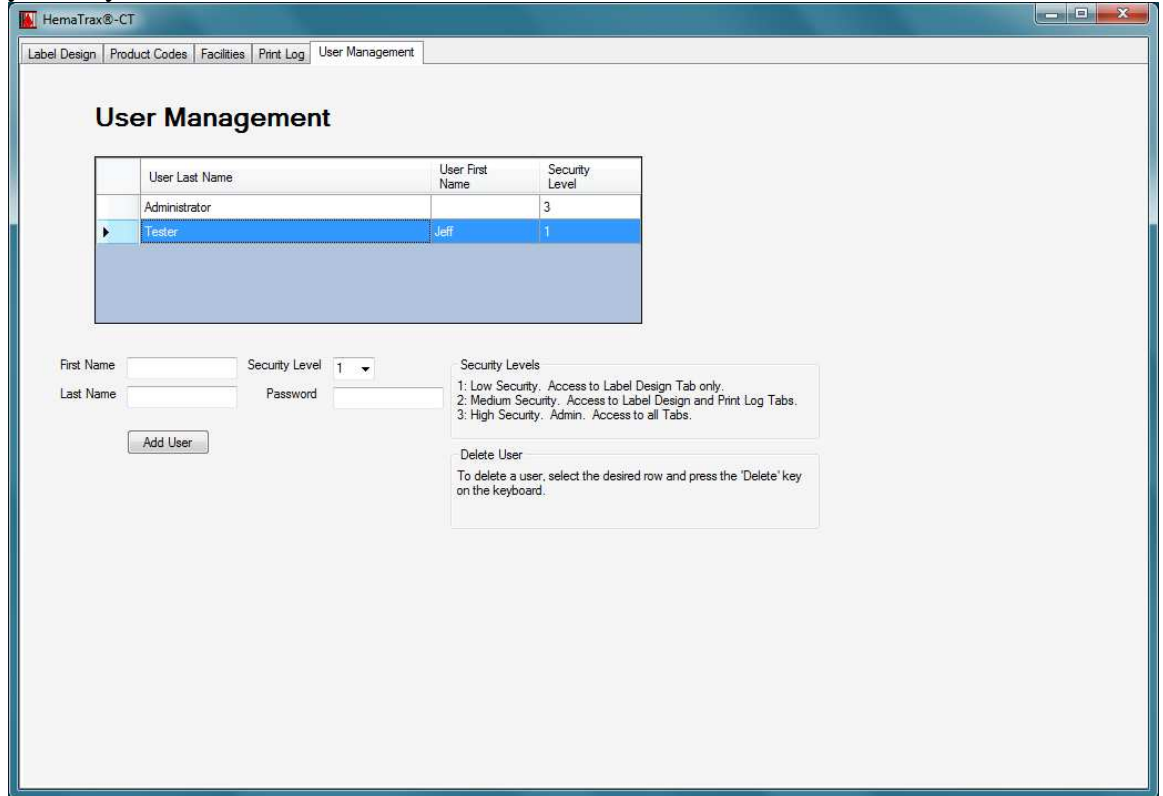 HemaTrax®-CT
Label Design Product Codes Facilities Print Log User Management
User Management
User Last Name User First Name Security Level
Administrator 3
Tester Jeff 1
First Name Security Level 1
Last Name Password
Add User
Security Levels
1: Low Security. Access to Label Design Tab only.
2: Medium Security. Access to Label Design and Print Log Tabs.
3: High Security. Admin. Access to all Tabs.
Delete User
To delete a user, select the desired row and press the 'Delete' key
on the keyboard.